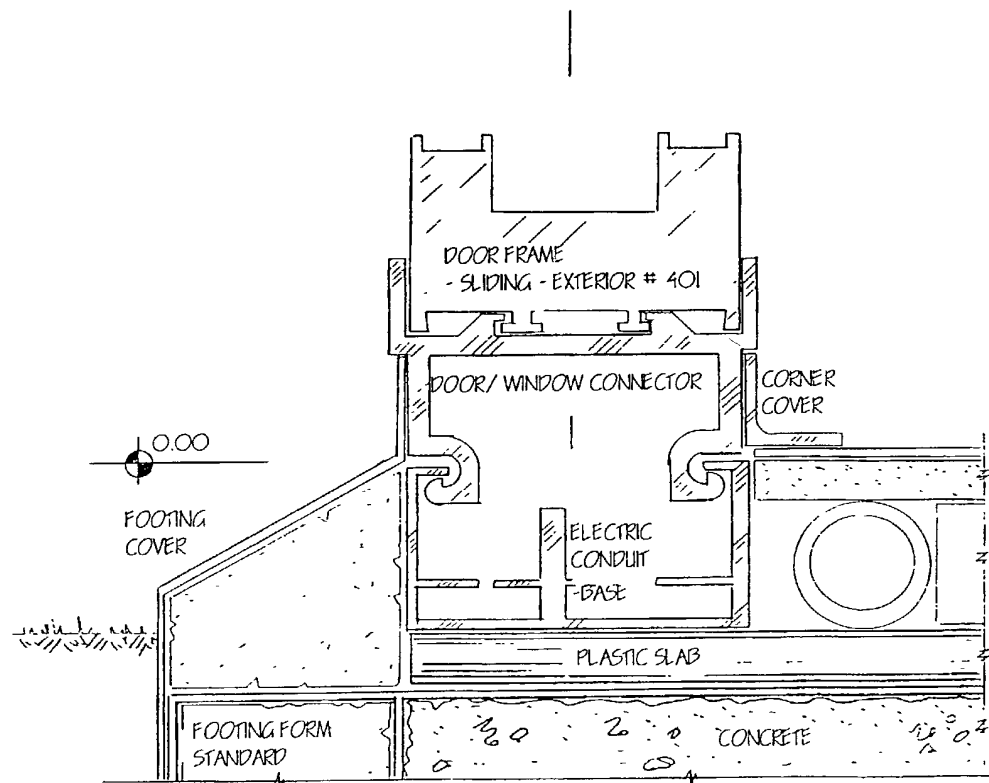 DOOR FRAME
- SLIDING - EXTERIOR # 401
DOOR/ WINDOW CONNECTOR
CORNER
COVER
0.00
FOOTING
COVER
ELECTRIC
CONDUIT
-BASE
PLASTIC SLAB
FOOTING FORM
STANDARD
CONCRETE